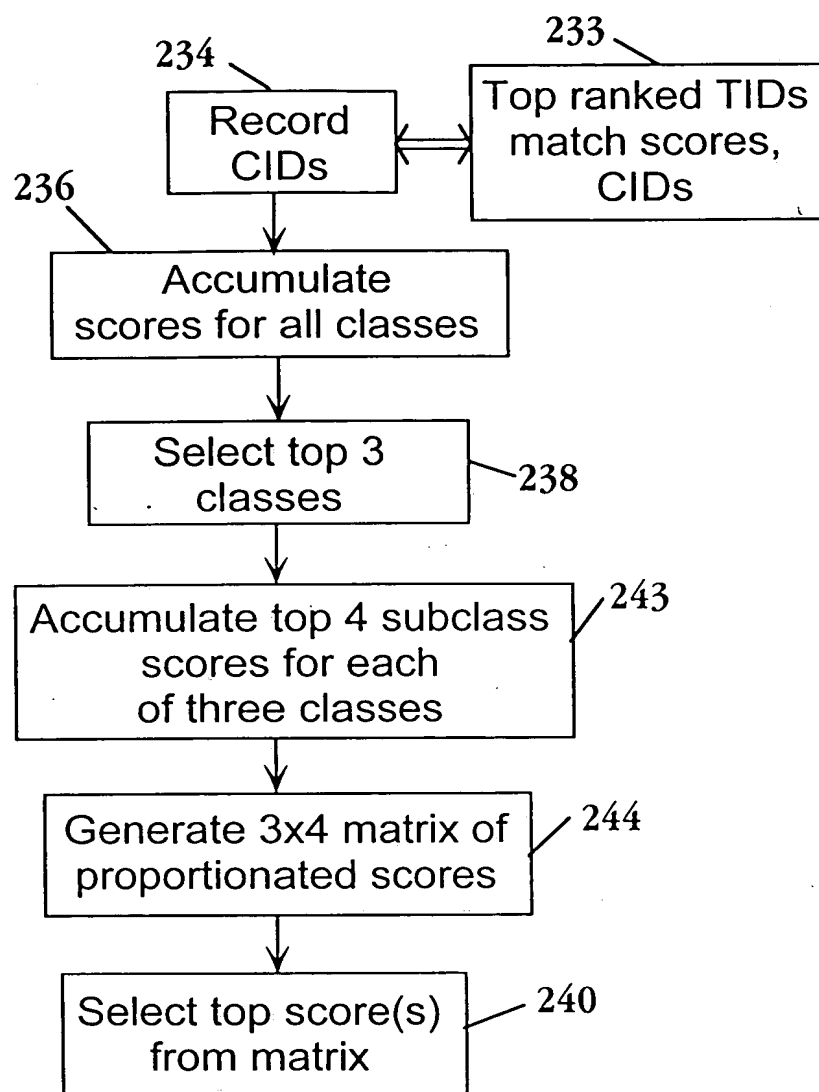 234
233
Record
CIDs
Top ranked TIDs
match scores,
CIDs
236
Accumulate
scores for all classes
Select top 3
classes
238
243
Accumulate top 4 subclass
scores for each
of three classes
Generate 3x4 matrix of
proportionated scores
244
Select top score(s)
from matrix
240